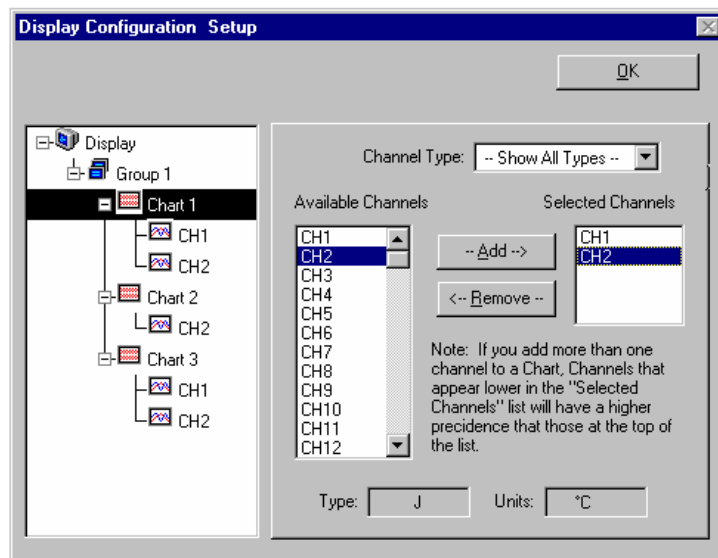 Display Configuration Setup
OK
Display
Group 1
Chart 1
CH1
CH2
Chart 2
CH2
Chart 3
CH1
CH2
Channel Type: -- Show All Types --
Available Channels
Selected Channels
CH1
CH2
CH3
CH4
CH5
CH6
CH7
CH8
CH9
CH10
CH11
CH12
-- Add -->
<-- Remove --
CH1
CH2
Note: If you add more than one
channel to a Chart, Channels that
appear lower in the "Selected
Channels" list will have a higher
precidence that those at the top of
the list.
Type: J Units: °C